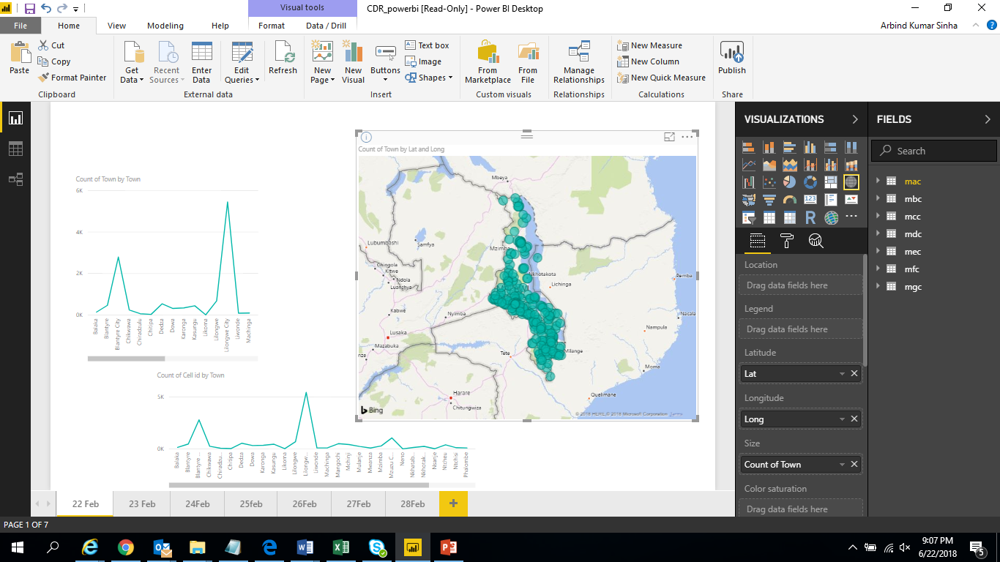 Visual tools
CDR_powerbi [Read-Only] - Power BI Desktop
File
Home
View
Modeling
Help
Format
Data / Drill
Arbind Kumar Sinha
Paste
Cut
Copy
Format Painter
Clipboard
Get Data
Recent Sources
Enter Data
Edit Queries
Refresh
External data
New Page
New Visual
Buttons
Text box
Image
Shapes
Insert
From Marketplace
From File
Custom visuals
Manage Relationships
Relationships
New Measure
New Column
New Quick Measure
Calculations
Publish
Share
Count of Town by Town
6K
4K
2K
0K
Balaka
Blantyre
Blantyre City
Chikwawa
Chiradzulu
Chitipa
Dedza
Dowa
Karonga
Kasungu
Likoma
Lilongwe
Lilongwe City
Liwonde
Machinga
Count of Town by Lat and Long
Mbeya
Lubumbashi
Samfya
Mzimba
Chingola
Kitwe
Ndola
Luanshya
Nkhotakota
Lichinga
Pemba
Kabwe
Nyimba
Nasala
Nampula
Lusaka
Mazabuka
nze
Tete
Milange
Moma
Quelimane
Harare
Chitungwiza
Bing
© 2018 HERE, © 2018 Microsoft Corporation Terms
Count of Cell id by Town
5K
0K
Balaka
Blantyre
Blantyre ...
Chikwawa
Chiradzu...
Chitipa
Dedza
Dowa
Karonga
Kasungu
Likoma
Lilongwe
Lilongw...
Liwonde
Machinga
Mangochi
Mchinji
Mulanje
Mwanza
Mzimba
Mzuzu C...
Neno
Nkhatab...
Nkhotak...
Nsanje
Ntcheu
Ntchisi
Phalombe
VISUALIZATIONS
R
123
Location
Drag data fields here
Legend
Drag data fields here
Latitude
Lat
Longitude
Long
Size
Count of Town
Color saturation
Drag data fields here
FIELDS
Search
mac
mbc
mcc
mdc
mec
mfc
mgc
22 Feb
23 Feb
24Feb
25feb
26Feb
27Feb
28Feb
PAGE 1 OF 7
9:07 PM
6/22/2018
5